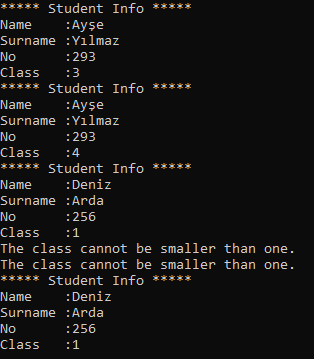 ***** Student Info *****
Name    :Ayşe
Surname :Yılmaz
No      :293
Class   :3
***** Student Info *****
Name    :Ayşe
Surname :Yılmaz
No      :293
Class   :4
***** Student Info *****
Name    :Deniz
Surname :Arda
No      :256
Class   :1
The class cannot be smaller than one.
The class cannot be smaller than one.
***** Student Info *****
Name    :Deniz
Surname :Arda
No      :256
Class   :1